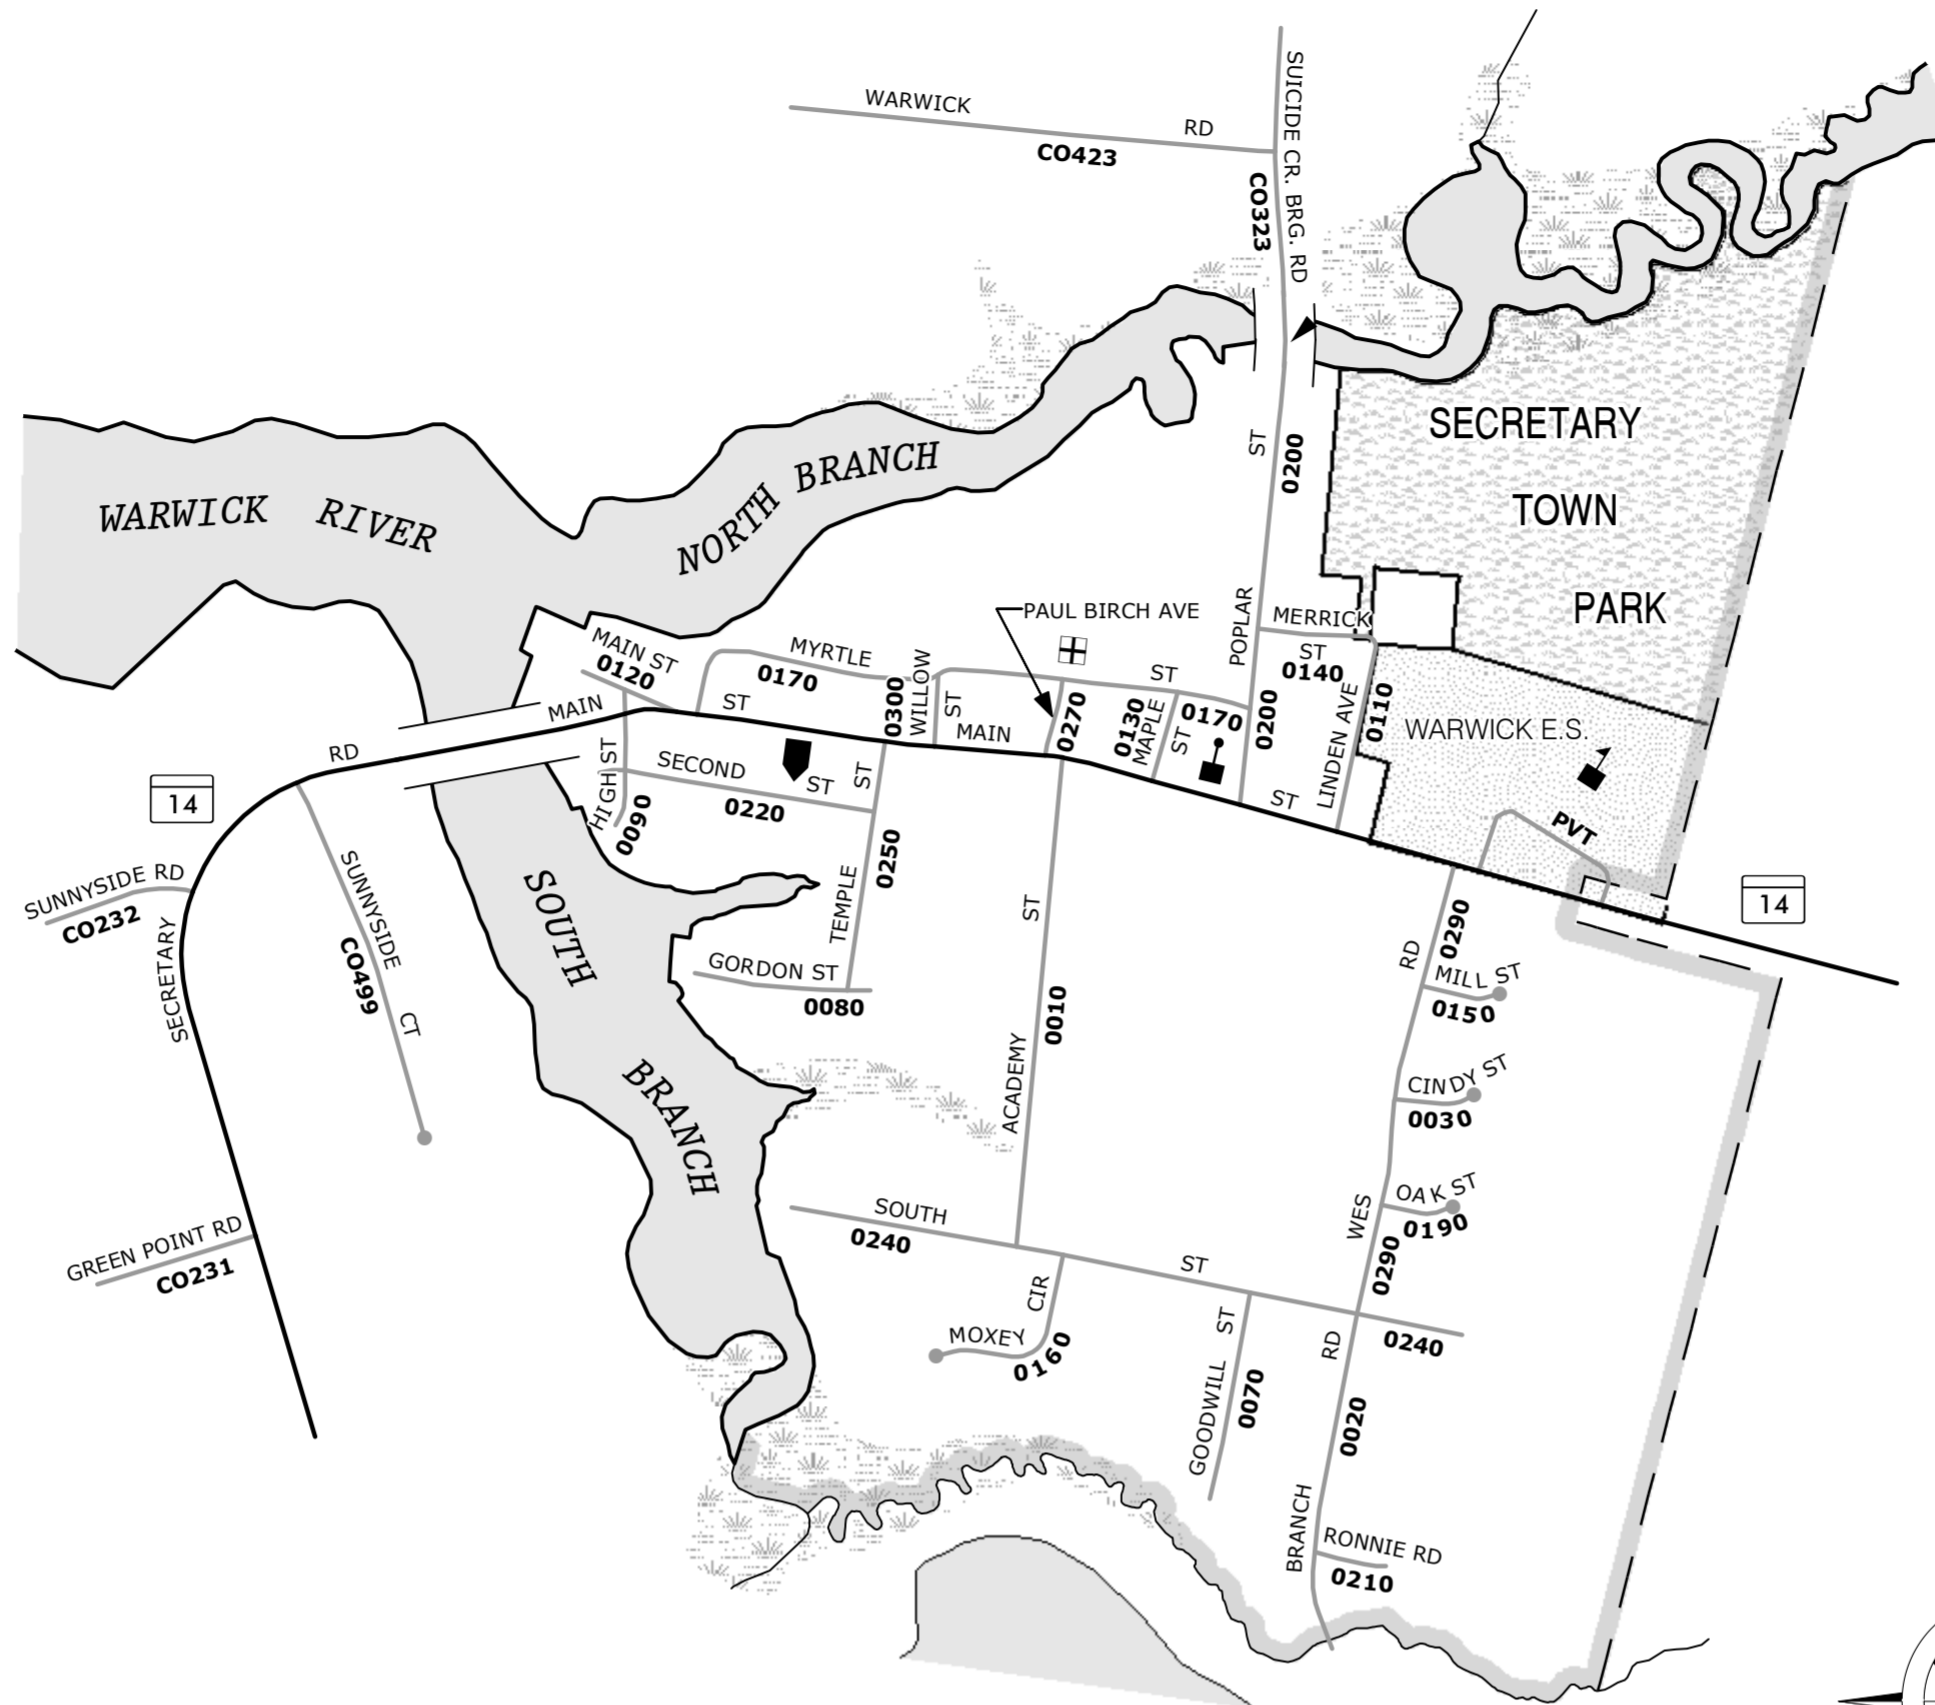 WARWICK RD
CO423
SUICIDE CR. BRG. RD
CO323
SECRETARY
TOWN
PARK
WARWICK RIVER
NORTH BRANCH
POPLAR ST
0200
PAUL BIRCH AVE
MERRICK ST
0140
MAIN ST
0120
MYRTLE ST
0170
0300
WILLOW ST
0270
0130
MAPLE ST
0170
0200
LINDEN AVE
0110
WARWICK E.S.
PVT
MAIN ST
MAIN ST
SECRETARY RD
14
14
HIGH ST
0090
SECOND ST
0220
TEMPLE ST
0250
SUNNYSIDE RD
CO232
SUNNYSIDE CT
CO499
SOUTH BRANCH
GORDON ST
0080
ACADEMY ST
0010
WES RD
0290
MILL ST
0150
CINDY ST
0030
OAK ST
0190
0290
GREEN POINT RD
CO231
SOUTH ST
0240
0240
MOXEY CIR
0160
GOODWILL ST
0070
BRANCH RD
0020
RONNIE RD
0210